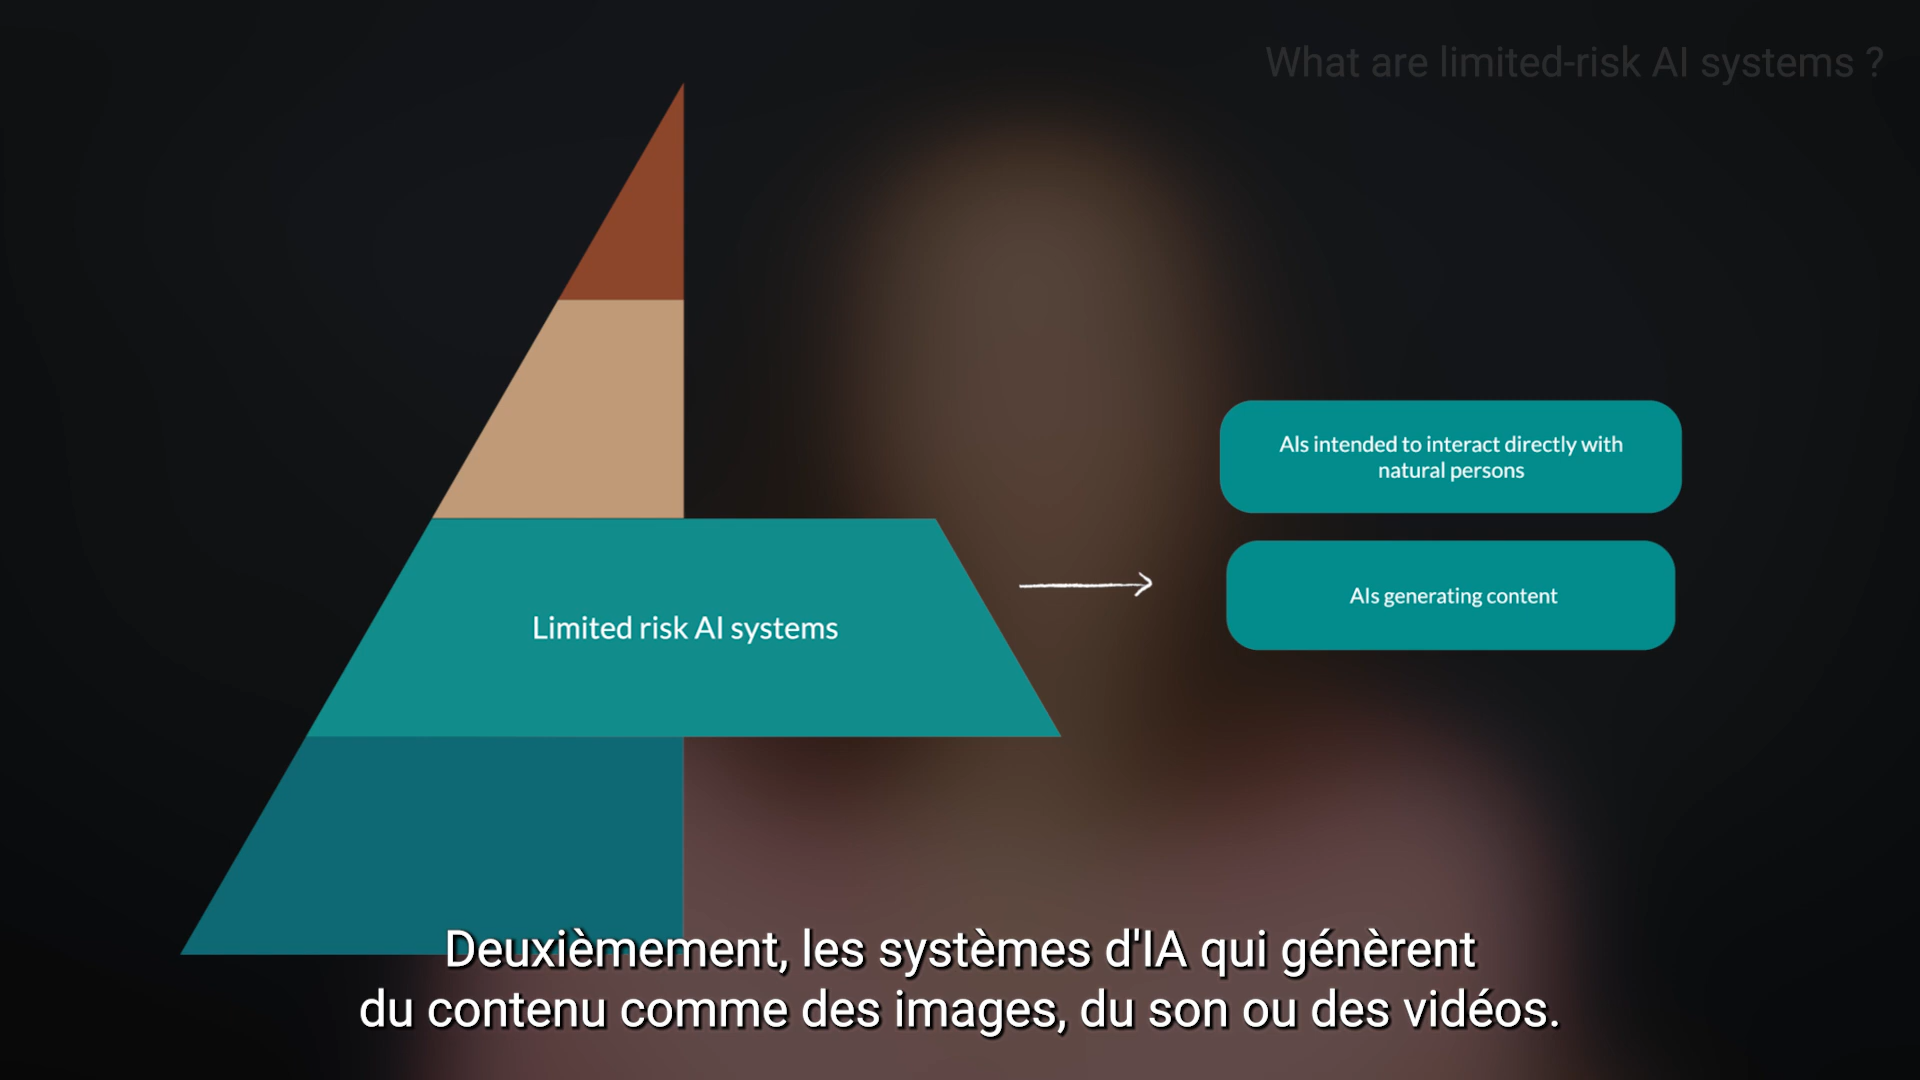 What are limited-risk AI systems ?
AIs intended to interact directly with
natural persons
AIs generating content
Limited risk AI systems
Deuxièmement, les systèmes d'IA qui génèrent
du contenu comme des images, du son ou des vidéos.